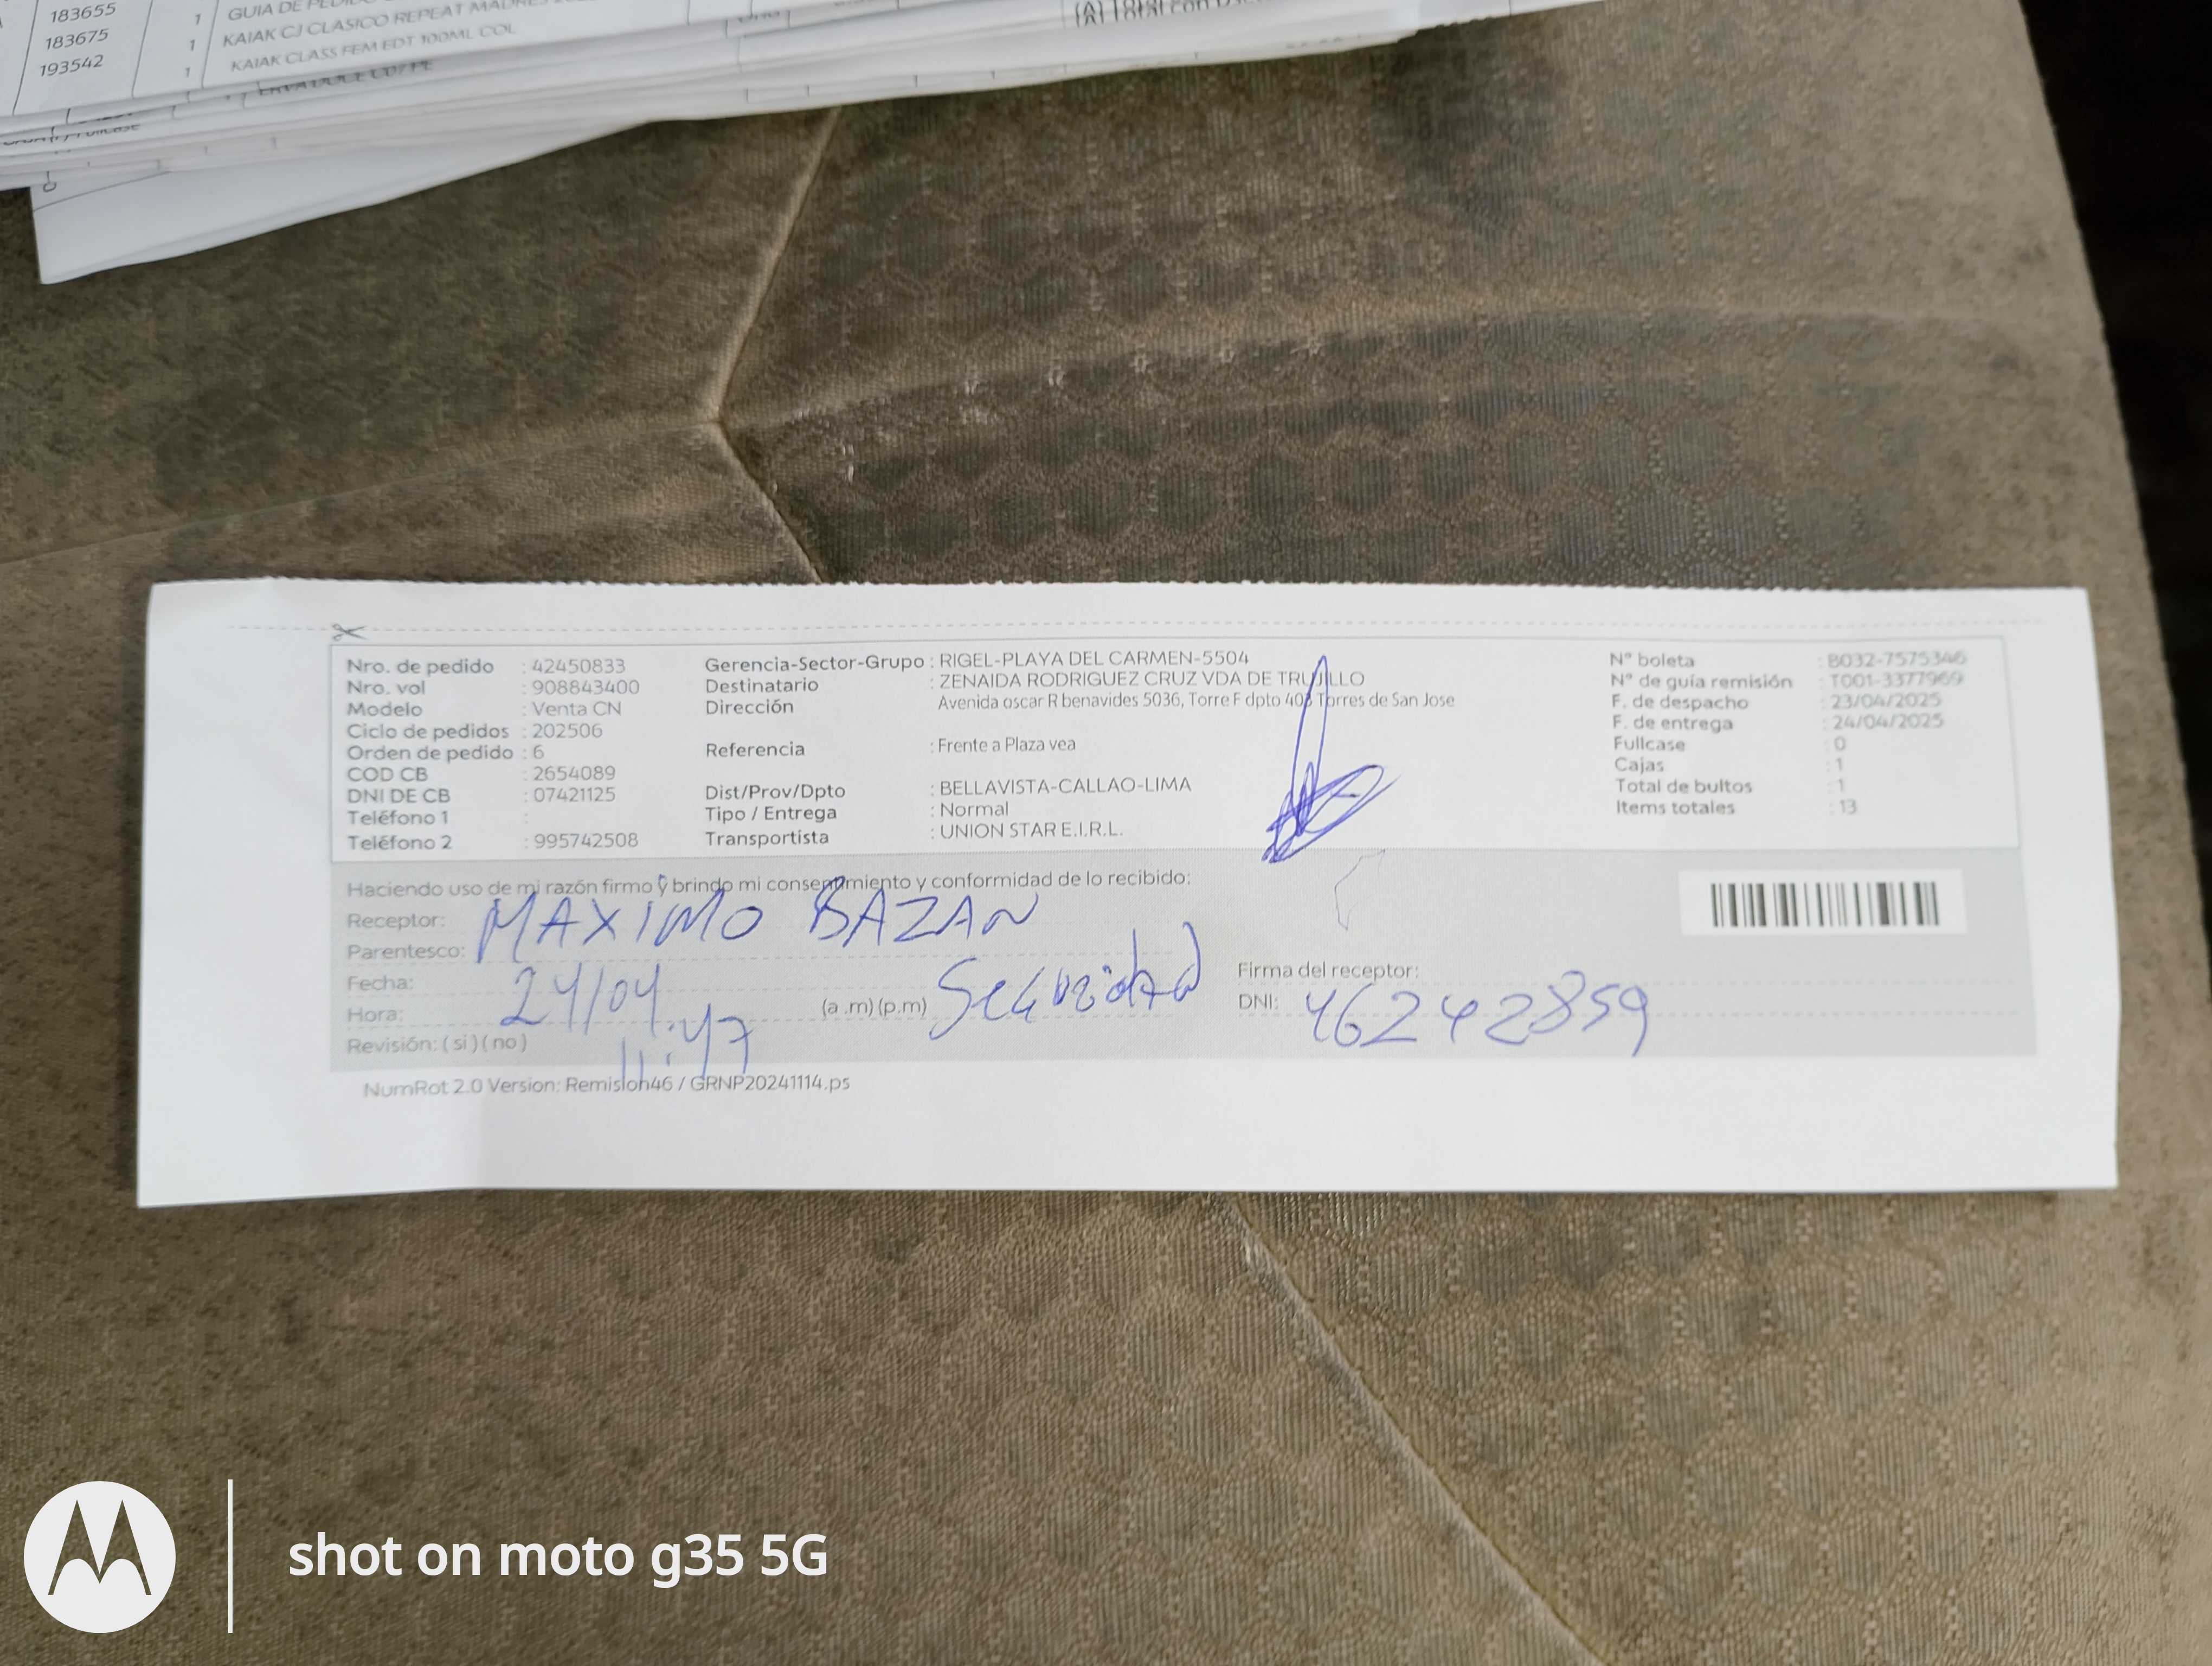 183655 1 GUIA DE
183675 1 KAIAK CJ CLASICO REPEAT MADRES
193542 1 KAIAK CLASS FEM EDT 100ML COL
Nro. de pedido : 42450833
Nro. vol : 908843400
Modelo : Venta CN
Ciclo de pedidos : 202506
Orden de pedido : 6
COD CB : 2654089
DNI DE CB : 07421125
Teléfono 1 :
Teléfono 2 : 995742508
Gerencia-Sector-Grupo : RIGEL-PLAYA DEL CARMEN-5504
Destinatario : ZENAIDA RODRIGUEZ CRUZ VDA DE TRUJILLO
Dirección Avenida oscar R benavides 5036, Torre F dpto 403 Torres de San Jose
Referencia : Frente a Plaza vea
Dist/Prov/Dpto : BELLAVISTA-CALLAO-LIMA
Tipo / Entrega : Normal
Transportista : UNION STAR E.I.R.L.
N° boleta : B032-7575346
N° de guía remisión : T001-3377969
F. de despacho : 23/04/2025
F. de entrega : 24/04/2025
Fullcase : 0
Cajas : 1
Total de bultos : 1
Items totales : 13
Haciendo uso de mi razón firmo y brindo mi consentimiento y conformidad de lo recibido:
Receptor: MAXIMO BAZAN
Parentesco:
Fecha: 24/04 Seguridad
Hora: 11:47 (a .m) (p.m)
Revisión: ( si ) ( no )
Firma del receptor:
DNI: 46242859
NumRot 2.0 Version: Remision46 / GRNP20241114.ps
shot on moto g35 5G